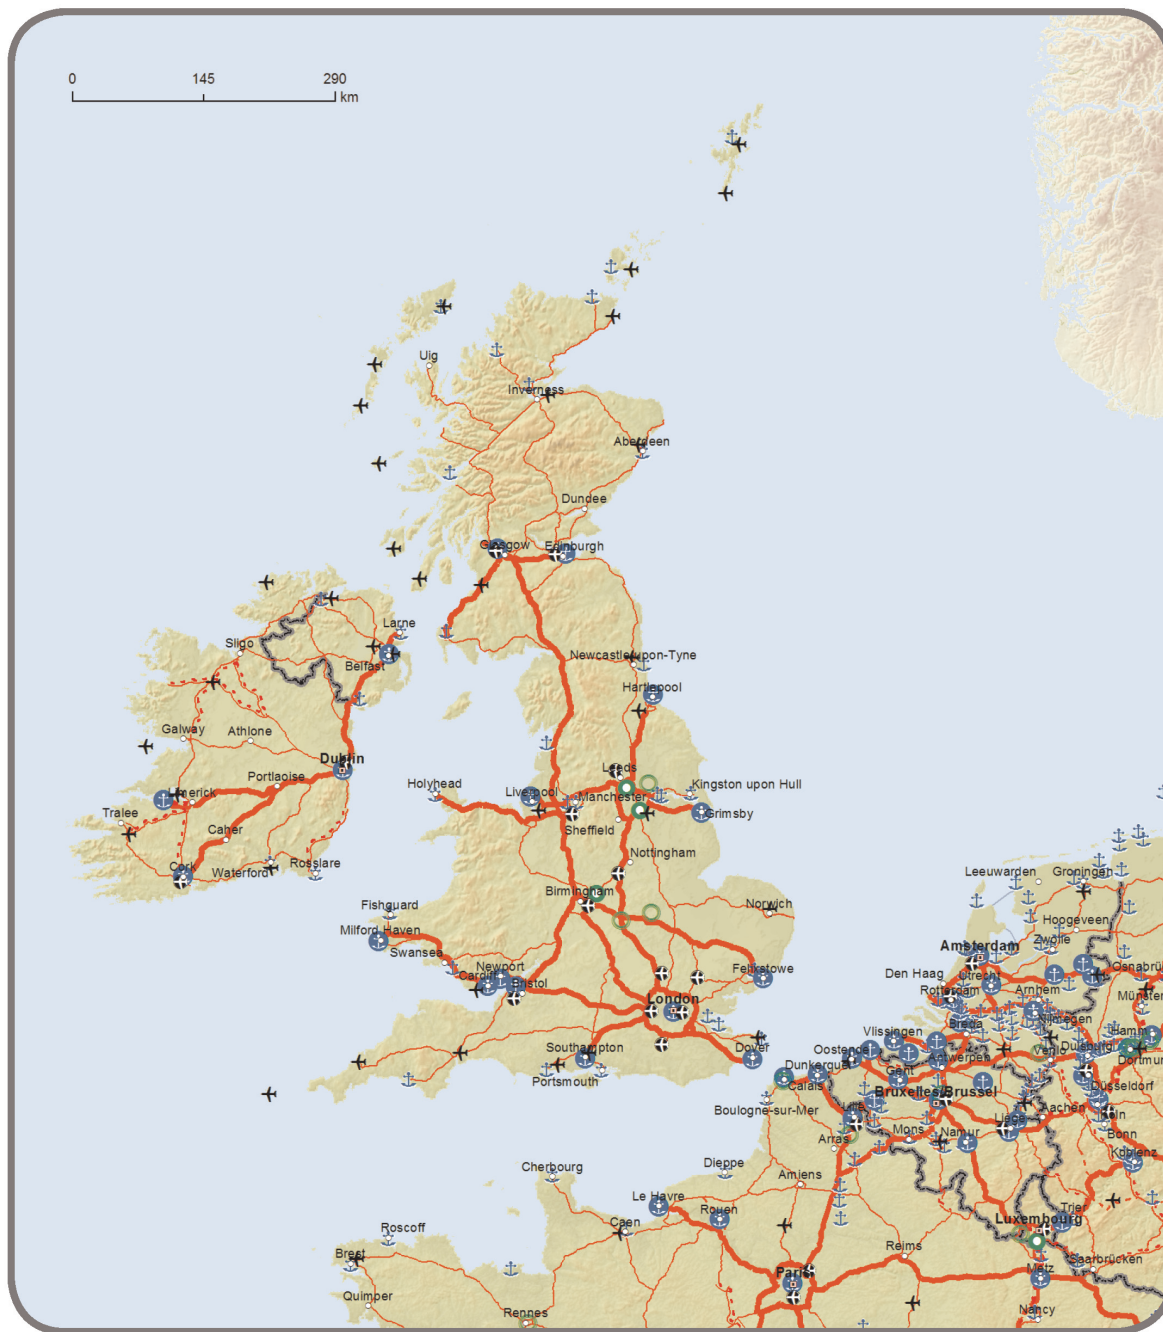 0 145 290
km
Uig
Inverness
Aberdeen
Dundee
Glasgow
Edinburgh
Larne
Sligo
Belfast
Newcastle-upon-Tyne
Hartlepool
Galway
Athlone
Dublin
Portlaoise
Limerick
Tralee
Caher
Cork
Waterford
Rosslare
Leeds
Holyhead
Liverpool
Manchester
Kingston upon Hull
Grimsby
Sheffield
Nottingham
Birmingham
Norwich
Fishguard
Milford Haven
Swansea
Cardiff
Newport
Bristol
Felixstowe
London
Southampton
Portsmouth
Dover
Leeuwarden
Groningen
Hoogeveen
Zwolle
Amsterdam
Den Haag
Utrecht
Osnabrü
Rotterdam
Arnhem
Münster
Nijmegen
Breda
Vlissingen
Hamm
Oostende
Antwerpen
Venlo
Duisburg
Dortmun
Dunkerque
Calais
Gent
Bruxelles/Brussel
Düsseldorf
Boulogne-sur-Mer
Lille
Liège
Aachen
Köln
Arras
Mons
Namur
Bonn
Koblenz
Cherbourg
Dieppe
Amiens
Le Havre
Rouen
Trier
Luxembourg
Caen
Roscoff
Reims
Saarbrücken
Brest
Paris
Metz
Quimper
Rennes
Nancy